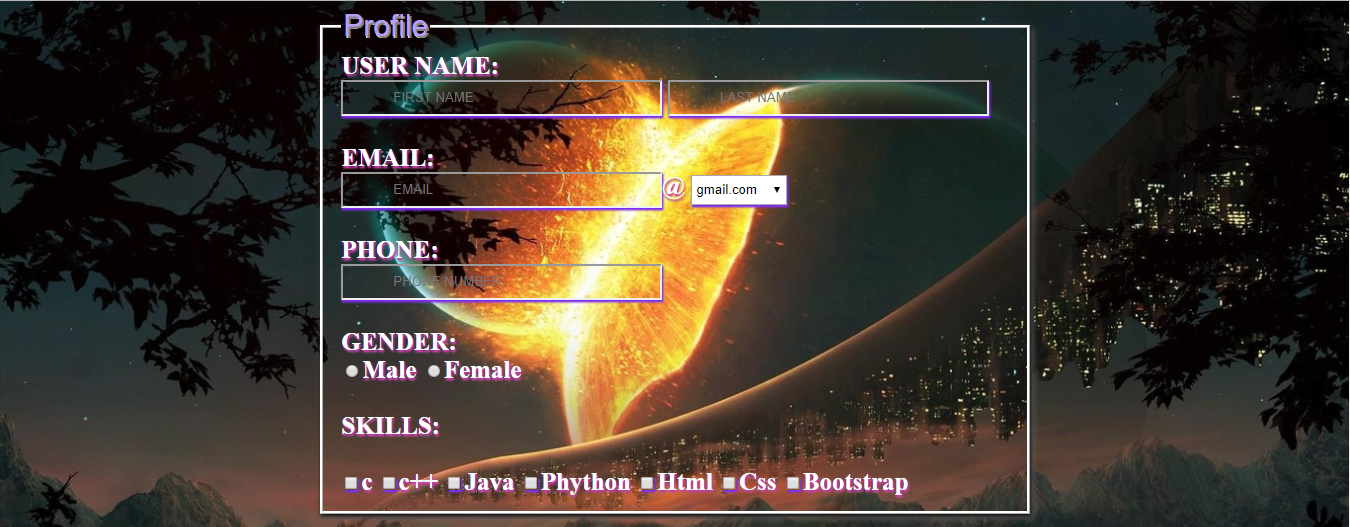 Profile
USER NAME:
FIRST NAME LAST NAME
EMAIL:
EMAIL @ gmail.com
PHONE:
PHONE NUMBER
GENDER:
Male Female
SKILLS:
c c++ Java Phython Html Css Bootstrap